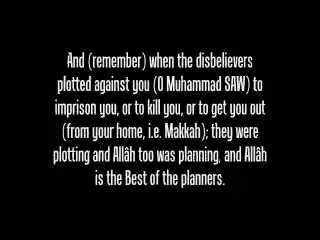 And (remember) when the disbelievers
plotted against you (O Muhammad SAW) to
imprison you, or to kill you, or to get you out
(from your home, i.e. Makkah); they were
plotting and Allâh too was planning, and Allâh
is the Best of the planners.